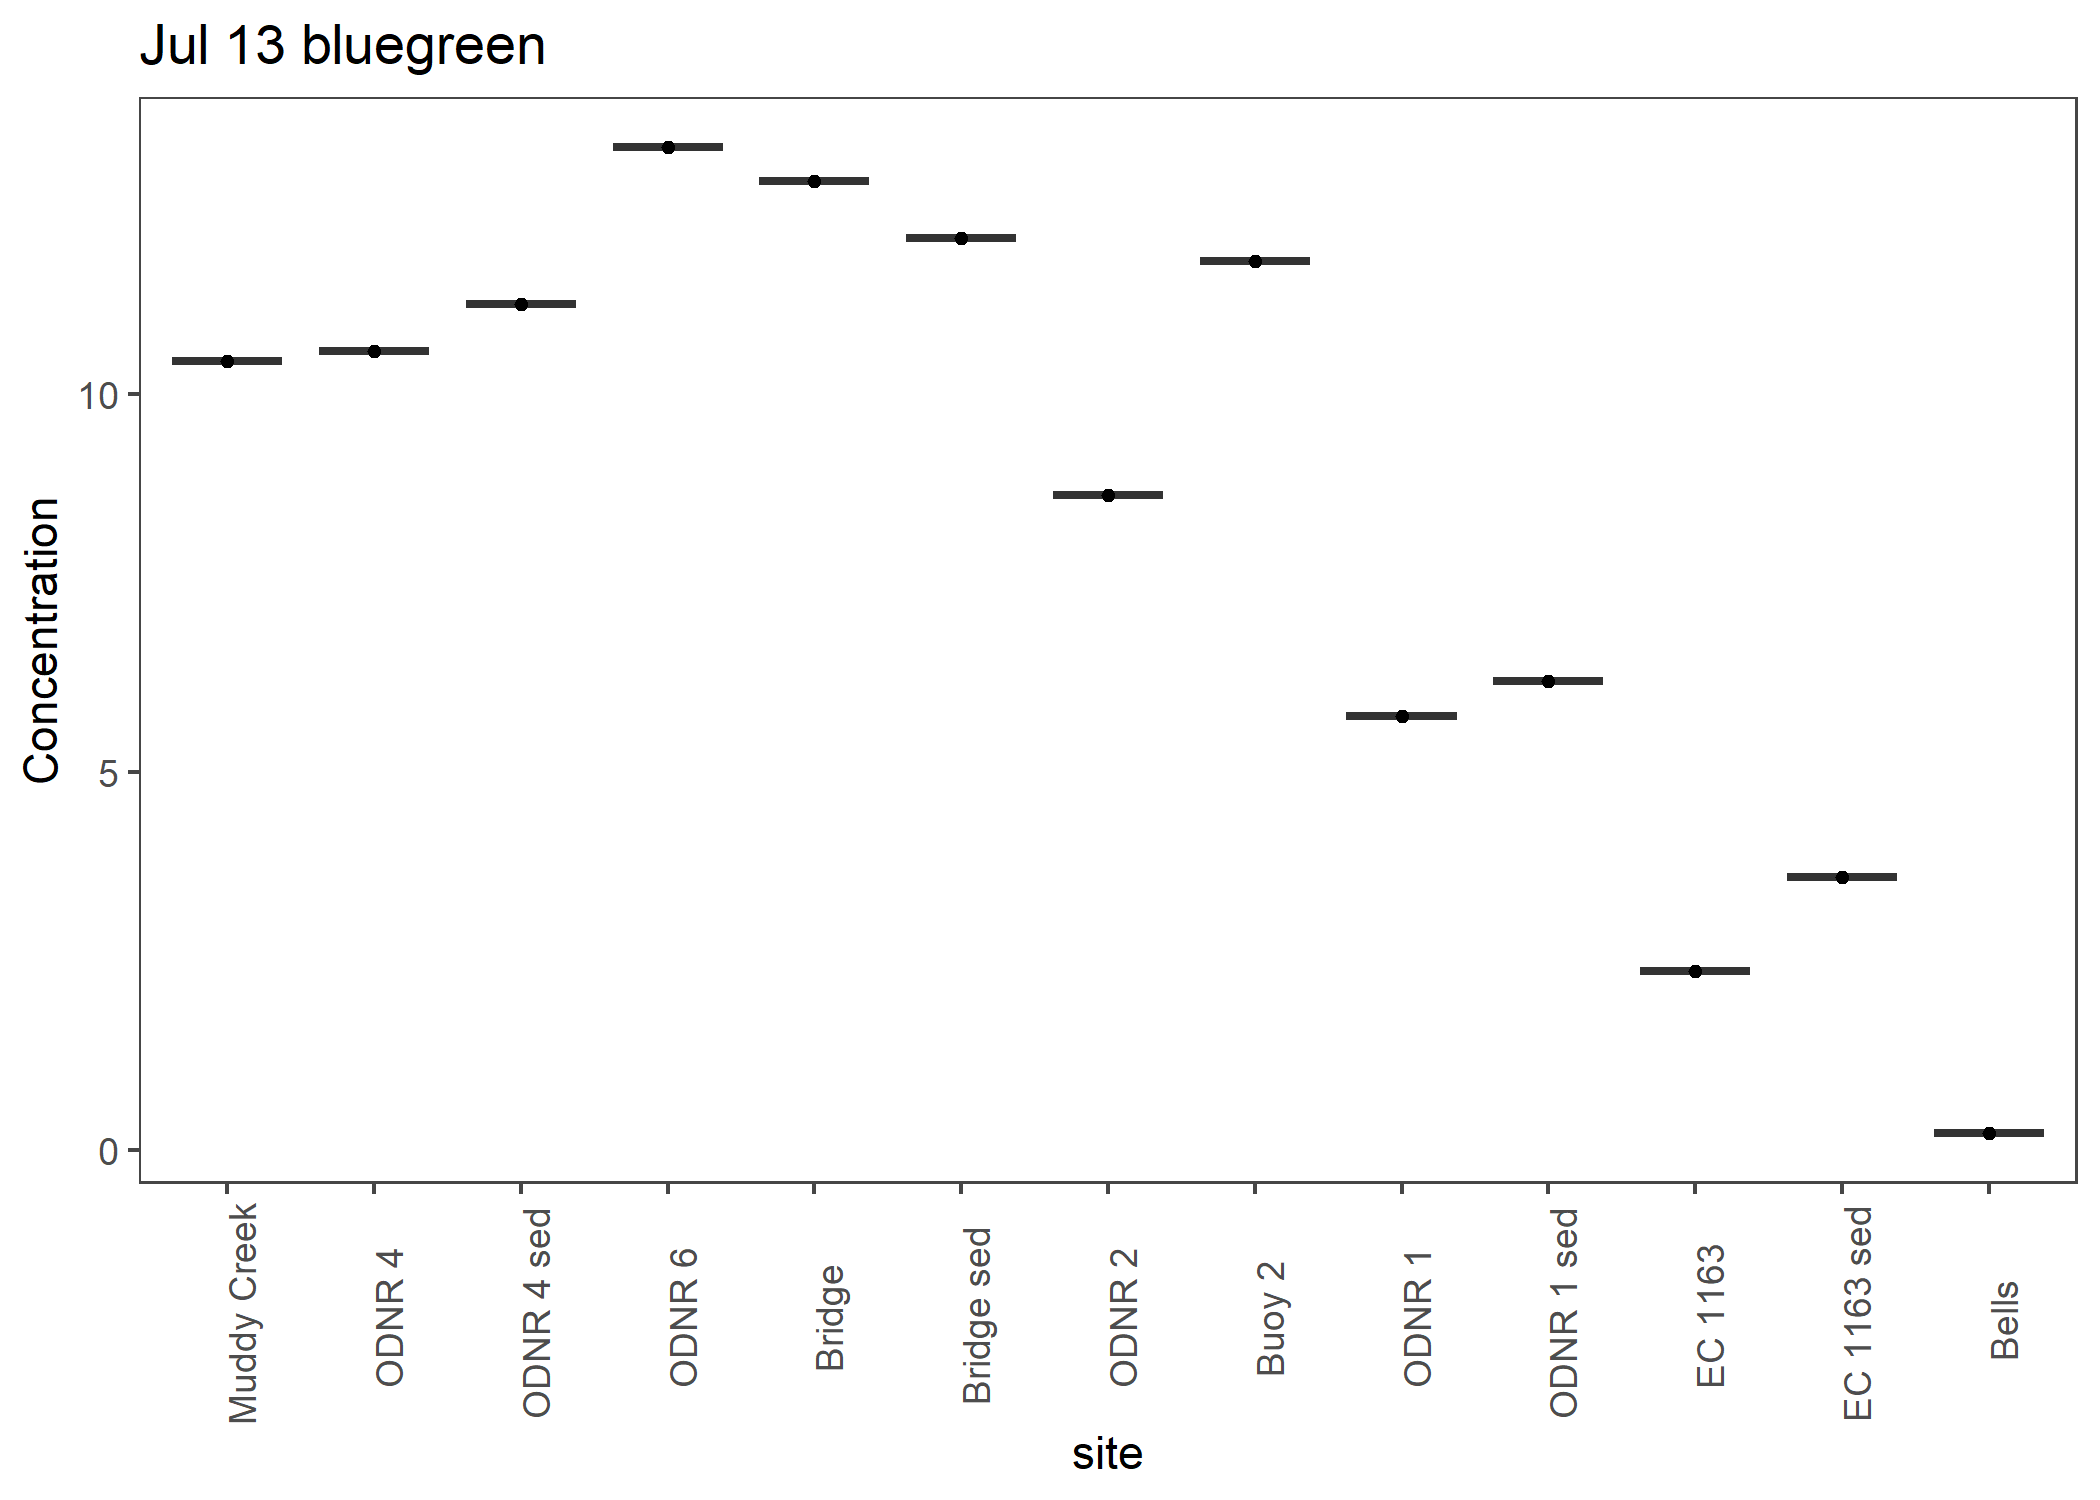 Jul 13 bluegreen
Concentration
10
5
0
Muddy Creek
ODNR 4
ODNR 4 sed
ODNR 6
Bridge
Bridge sed
ODNR 2
Buoy 2
ODNR 1
ODNR 1 sed
EC 1163
EC 1163 sed
Bells
site